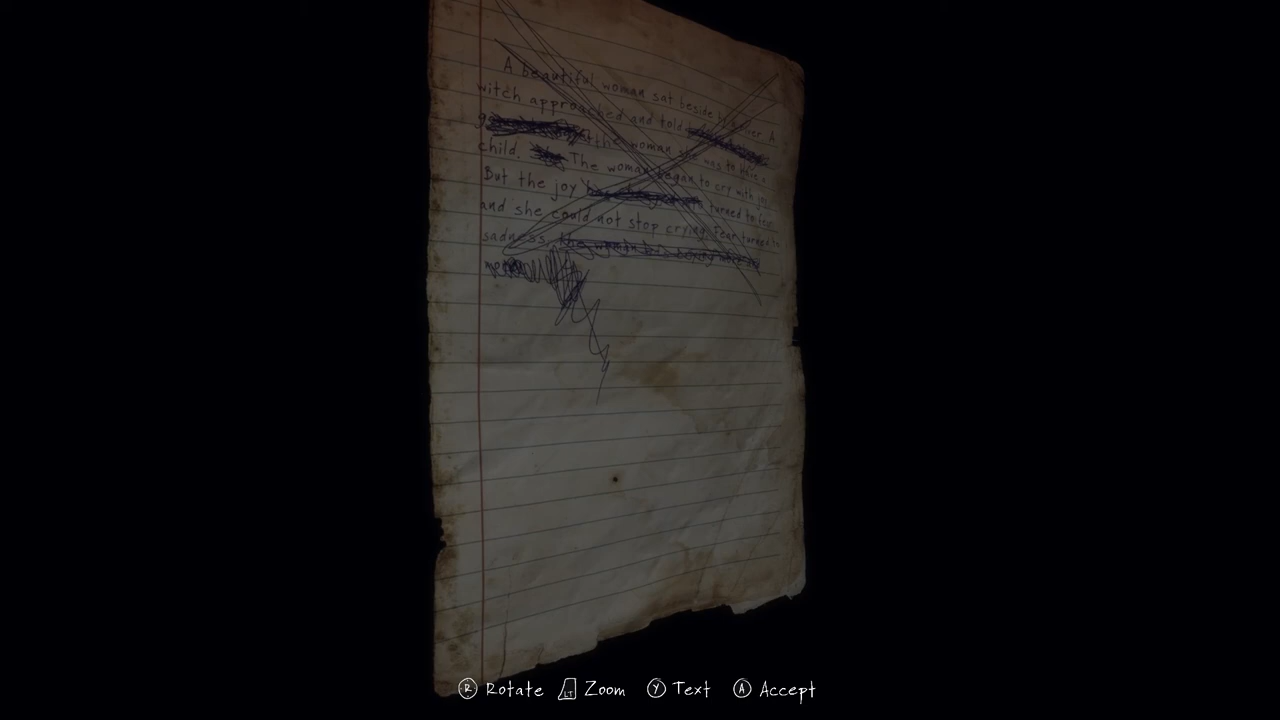 A beautiful woman sat beside her. A
witch approached and told
the woman she was to have a
child. The woman began to cry with joy.
But the joy turned to fear
and she could not stop crying. Fear turned to
sadness.
R Rotate LT Zoom Y Text A Accept